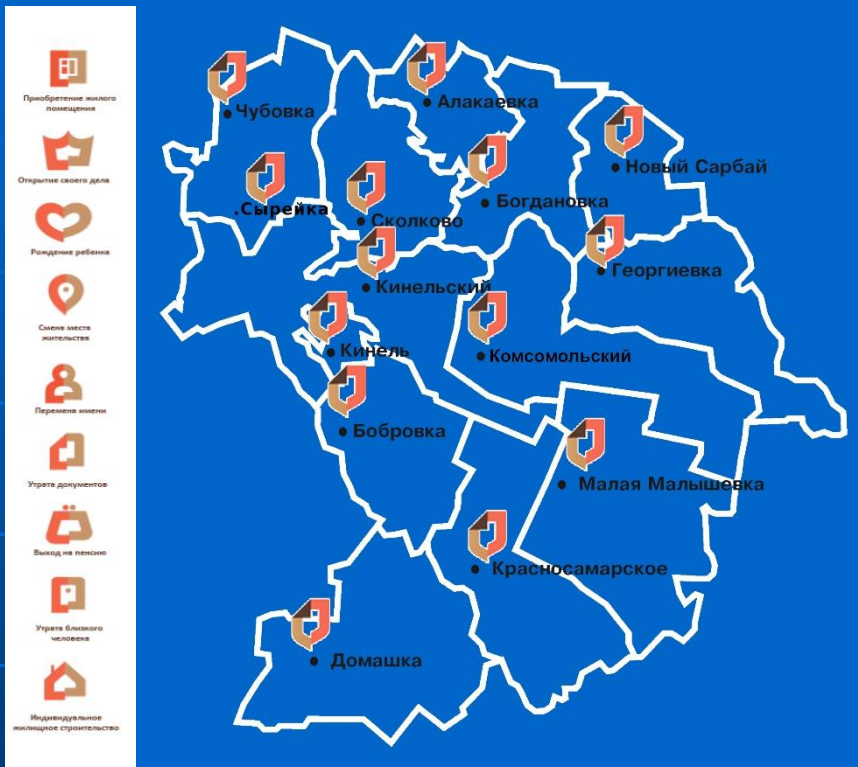 Приобретение жилого
помещения
Открытие своего дела
Рождение ребенка
Смена места
жительства
Перемена имени
Утрата документов
Выход на пенсию
Утрата близкого
человека
Индивидуальное
жилищное строительство
Чубовка
Алакаевка
Новый Сарбай
Богдановка
.Сырейка
Сколково
Георгиевка
Кинельский
Кинель
Комсомольский
Бобровка
Малая Малышевка
Красносамарское
Домашка